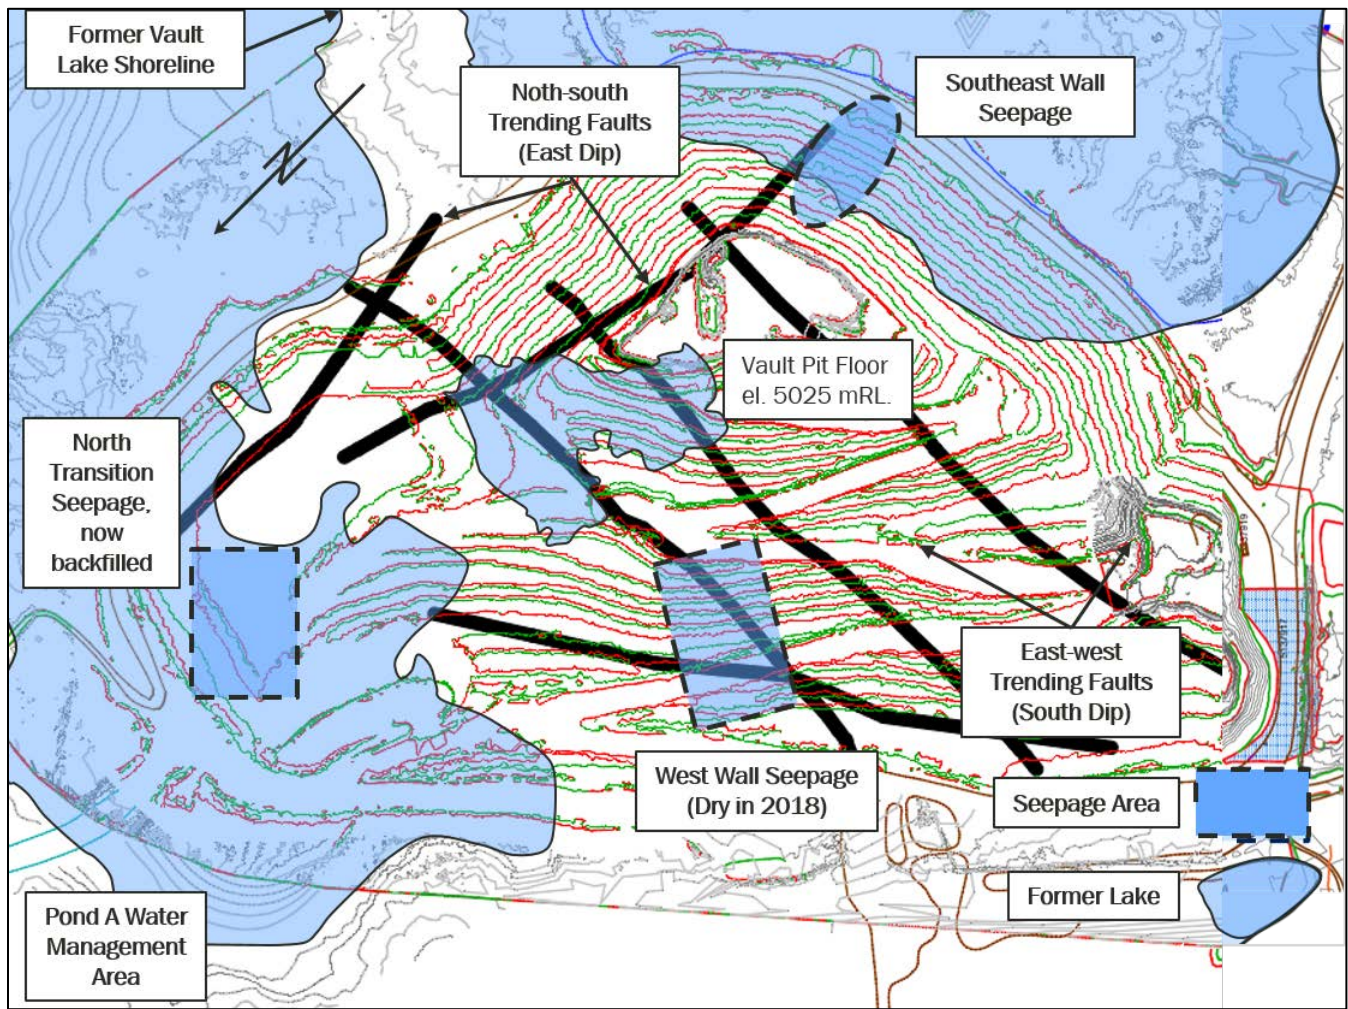 Former Vault
Lake Shoreline
N
Noth-south
Trending Faults
(East Dip)
Southeast Wall
Seepage
Vault Pit Floor
el. 5025 mRL.
North
Transition
Seepage,
now
backfilled
East-west
Trending Faults
(South Dip)
West Wall Seepage
(Dry in 2018)
Seepage Area
Former Lake
Pond A Water
Management
Area